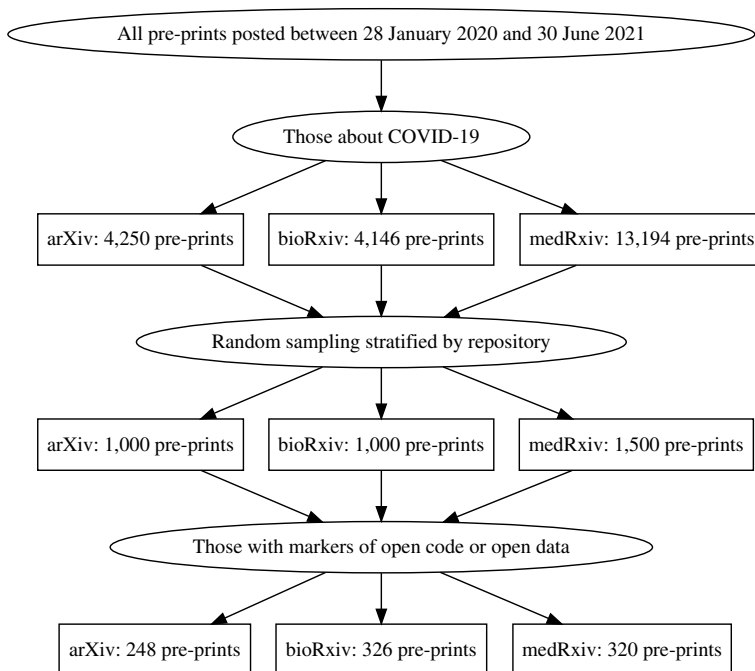 All pre-prints posted between 28 January 2020 and 30 June 2021
Those about COVID-19
arXiv: 4,250 pre-prints
bioRxiv: 4,146 pre-prints
medRxiv: 13,194 pre-prints
Random sampling stratified by repository
arXiv: 1,000 pre-prints
bioRxiv: 1,000 pre-prints
medRxiv: 1,500 pre-prints
Those with markers of open code or open data
arXiv: 248 pre-prints
bioRxiv: 326 pre-prints
medRxiv: 320 pre-prints